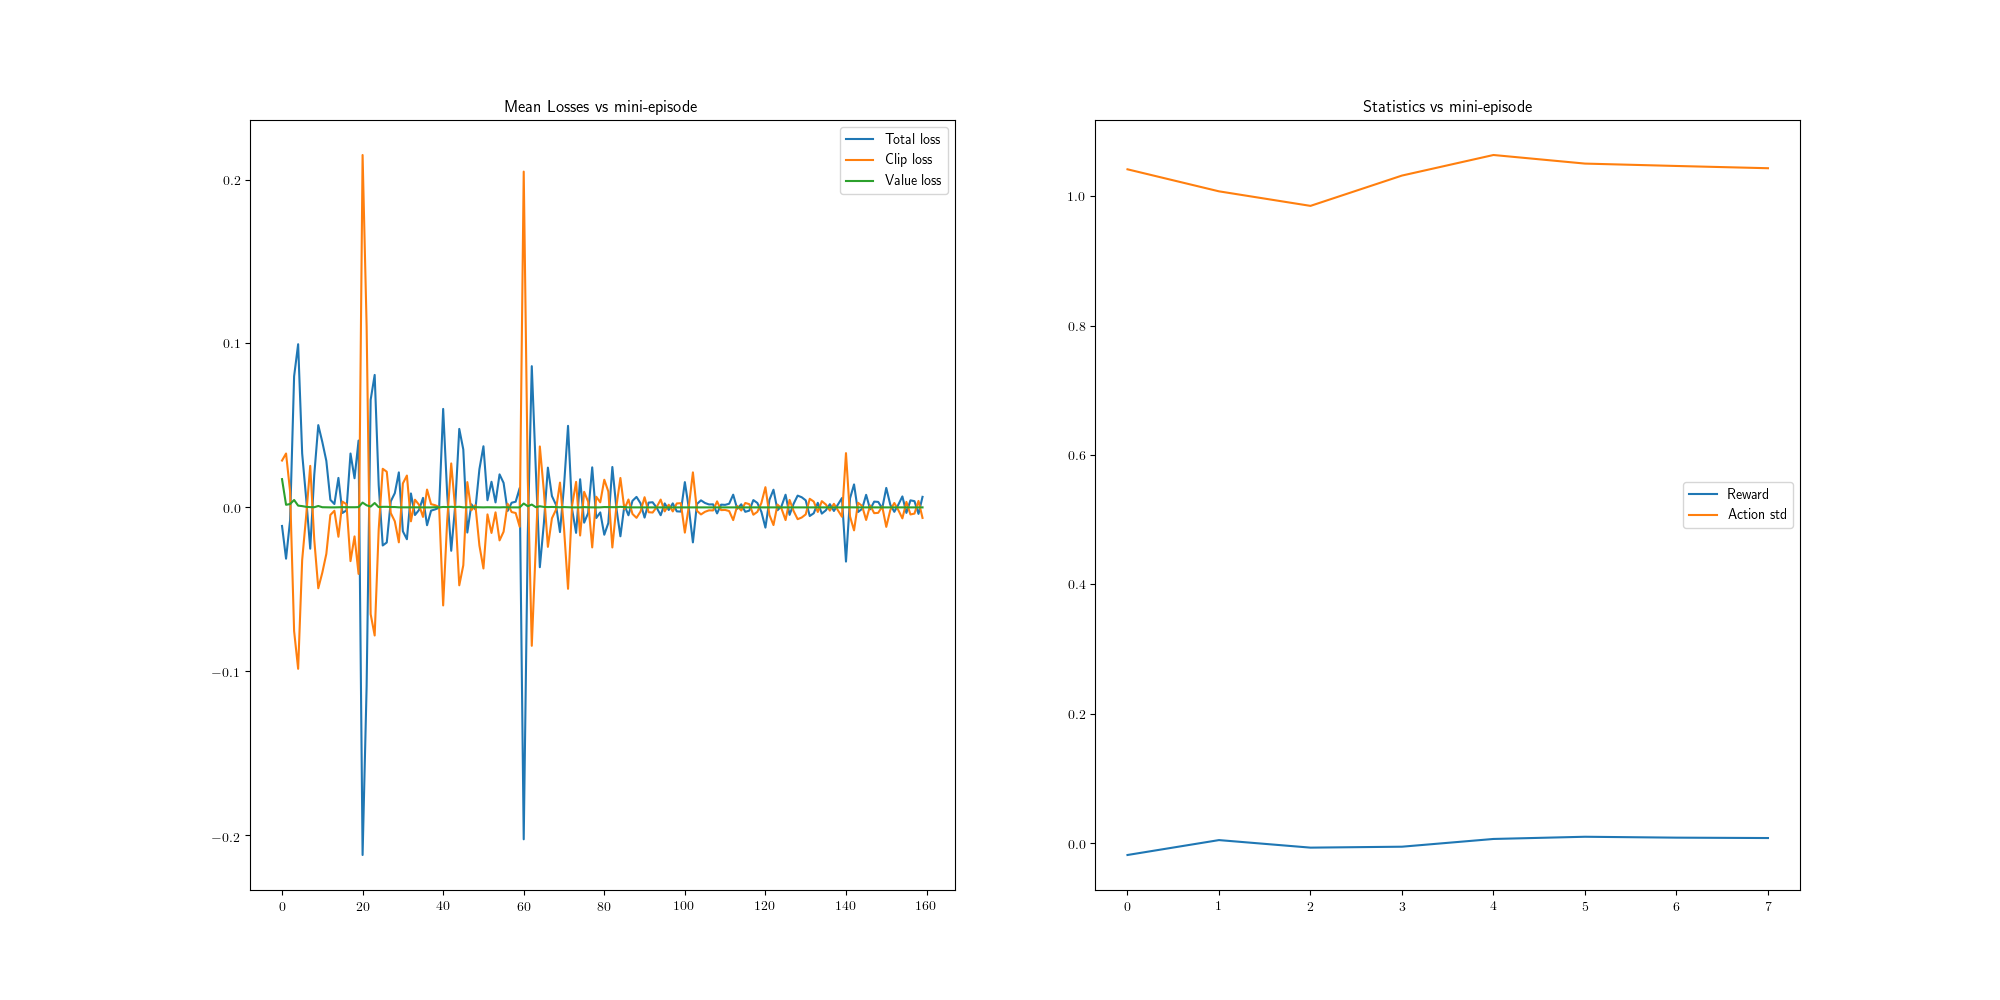 Mean Losses vs mini-episode
Total loss
Clip loss
Value loss
0.2
0.1
0.0
−0.1
−0.2
0 20 40 60 80 100 120 140 160
Statistics vs mini-episode
1.0
0.8
0.6
0.4
0.2
0.0
Reward
Action std
0 1 2 3 4 5 6 7